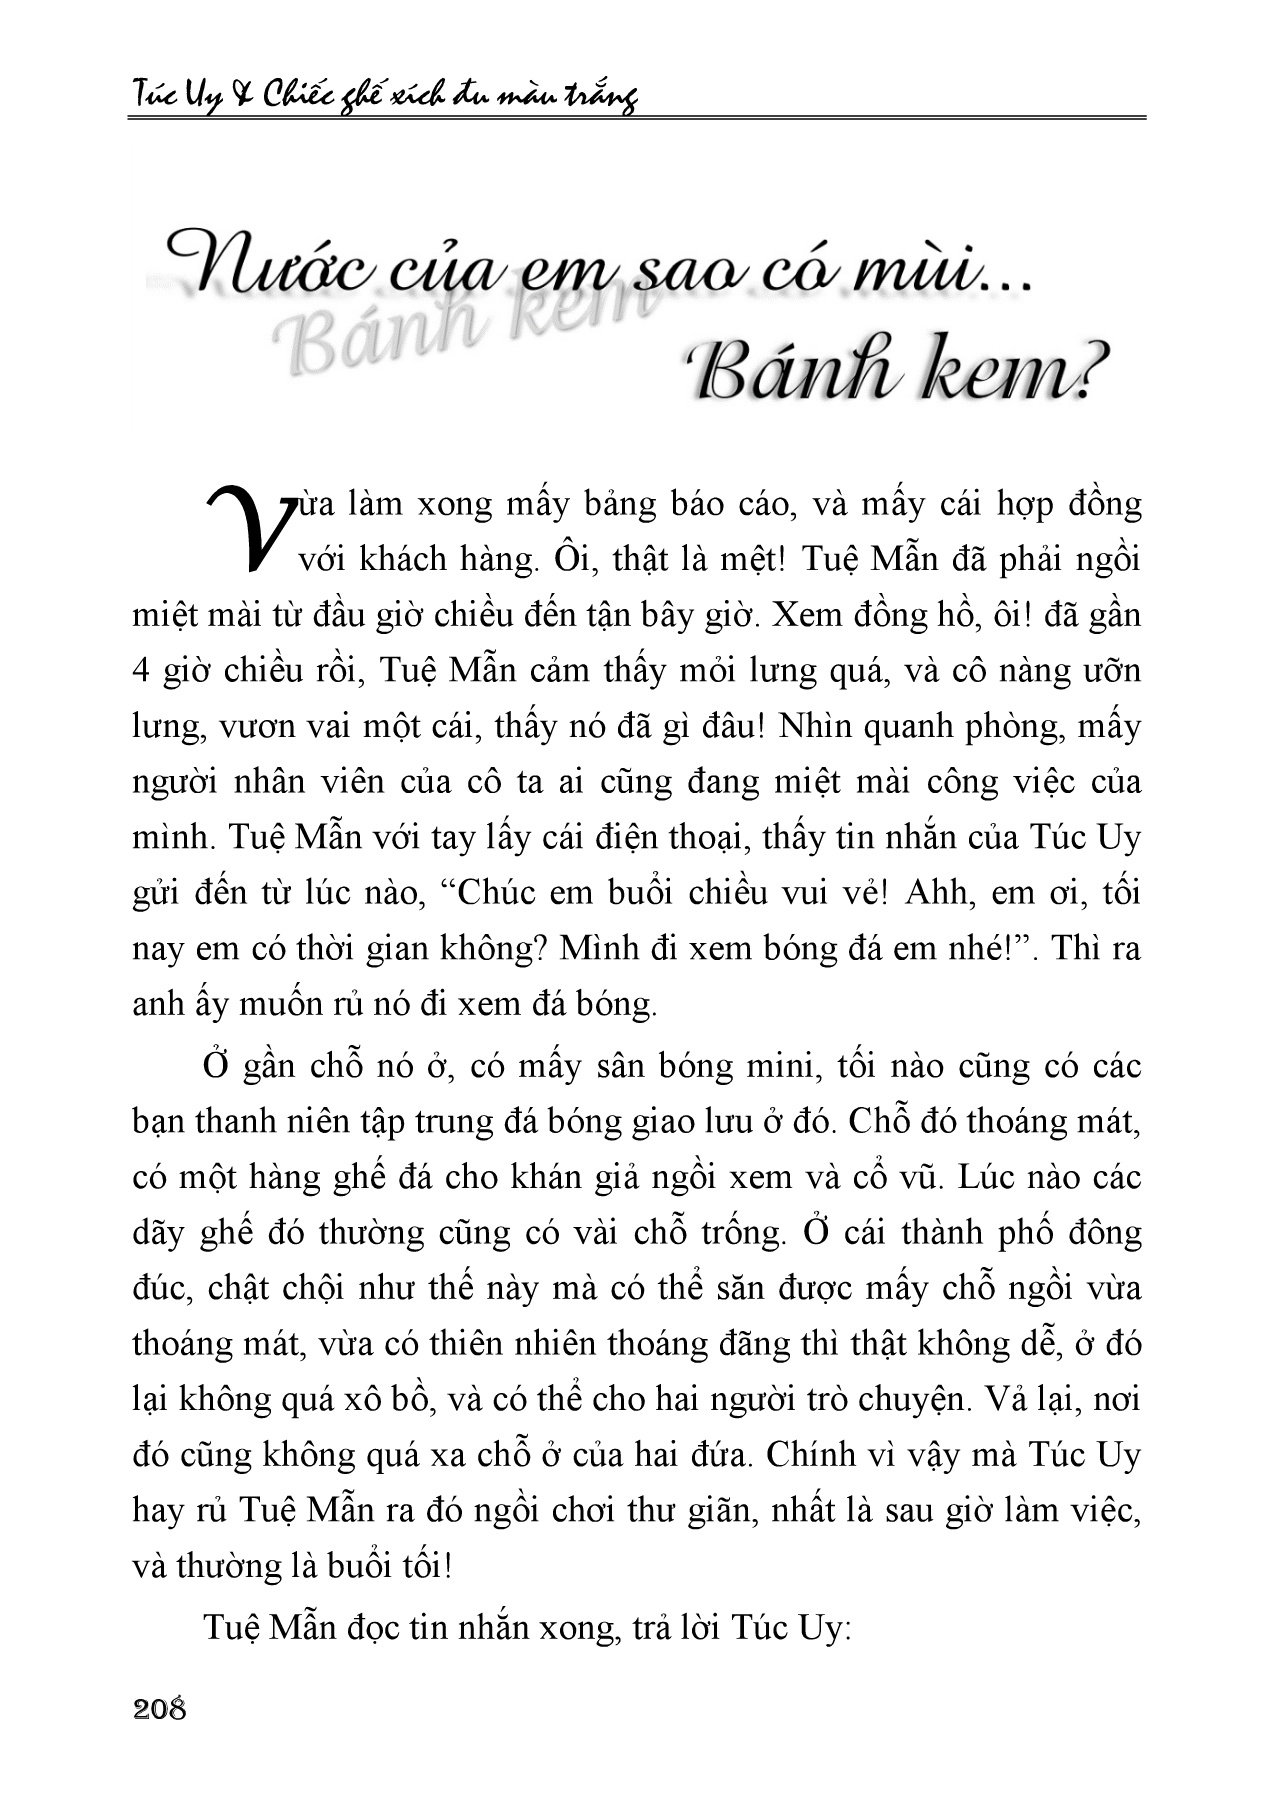 Túc Uy & Chiếc ghế xích đu màu trắng
Nước của em sao có mùi...
Bánh kem
Bánh kem?
Vừa làm xong mấy bảng báo cáo, và mấy cái hợp đồng
với khách hàng. Ôi, thật là mệt! Tuệ Mẫn đã phải ngồi
miệt mài từ đầu giờ chiều đến tận bây giờ. Xem đồng hồ, ôi! đã gần
4 giờ chiều rồi, Tuệ Mẫn cảm thấy mỏi lưng quá, và cô nàng ưỡn
lưng, vươn vai một cái, thấy nó đã gì đâu! Nhìn quanh phòng, mấy
người nhân viên của cô ta ai cũng đang miệt mài công việc của
mình. Tuệ Mẫn với tay lấy cái điện thoại, thấy tin nhắn của Túc Uy
gửi đến từ lúc nào, “Chúc em buổi chiều vui vẻ! Ahh, em ơi, tối
nay em có thời gian không? Mình đi xem bóng đá em nhé!”. Thì ra
anh ấy muốn rủ nó đi xem đá bóng.
Ở gần chỗ nó ở, có mấy sân bóng mini, tối nào cũng có các
bạn thanh niên tập trung đá bóng giao lưu ở đó. Chỗ đó thoáng mát,
có một hàng ghế đá cho khán giả ngồi xem và cổ vũ. Lúc nào các
dãy ghế đó thường cũng có vài chỗ trống. Ở cái thành phố đông
đúc, chật chội như thế này mà có thể săn được mấy chỗ ngồi vừa
thoáng mát, vừa có thiên nhiên thoáng đãng thì thật không dễ, ở đó
lại không quá xô bồ, và có thể cho hai người trò chuyện. Vả lại, nơi
đó cũng không quá xa chỗ ở của hai đứa. Chính vì vậy mà Túc Uy
hay rủ Tuệ Mẫn ra đó ngồi chơi thư giãn, nhất là sau giờ làm việc,
và thường là buổi tối!
Tuệ Mẫn đọc tin nhắn xong, trả lời Túc Uy:
208